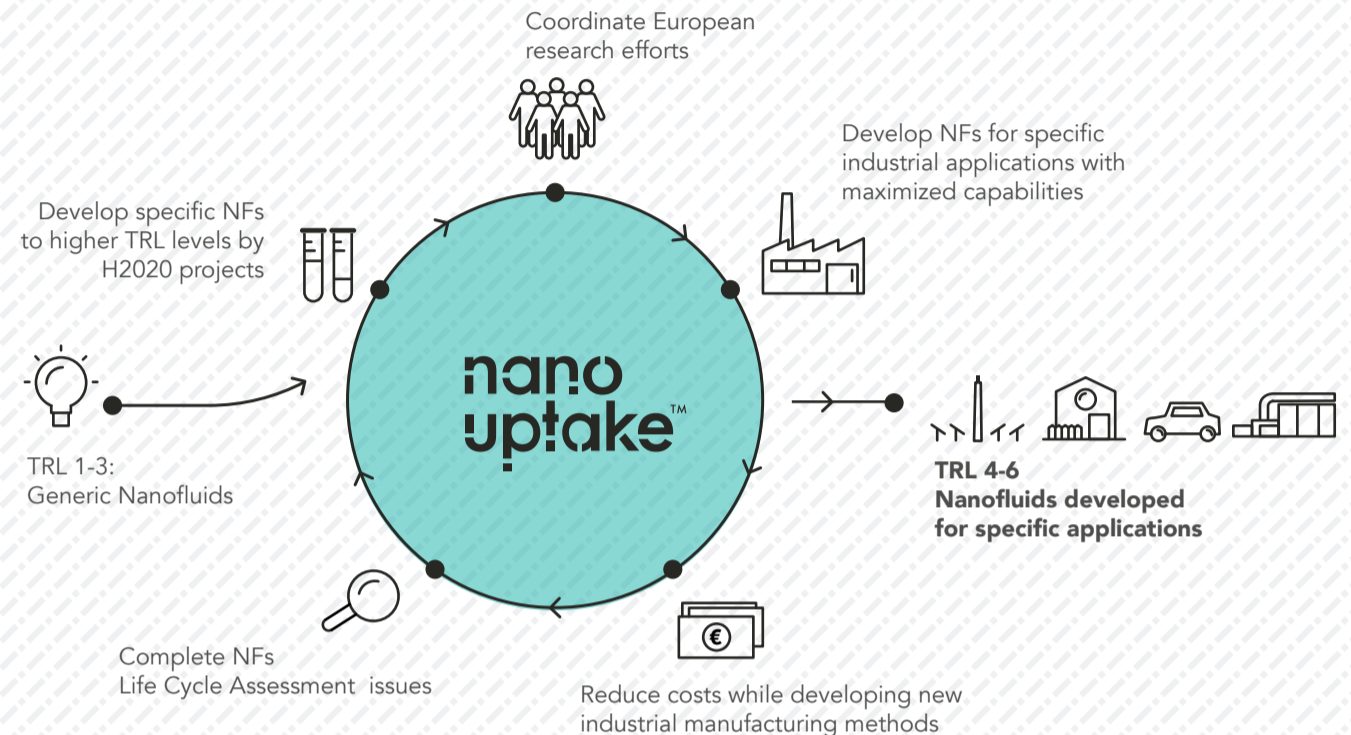 Coordinate European
research efforts
Develop NFs for specific
industrial applications with
maximized capabilities
Develop specific NFs
to higher TRL levels by
H2020 projects
nano
uptake™
TRL 1-3:
Generic Nanofluids
TRL 4-6
Nanofluids developed
for specific applications
€
Complete NFs
Life Cycle Assessment issues
Reduce costs while developing new
industrial manufacturing methods